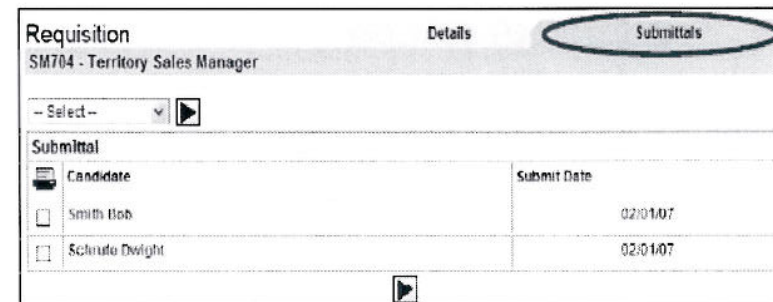 Requisition Details Submittals
SM704 - Territory Sales Manager
-- Select --
Submittal
Candidate Submit Date
Smith Bob 02/01/07
Schrute Dwight 02/01/07